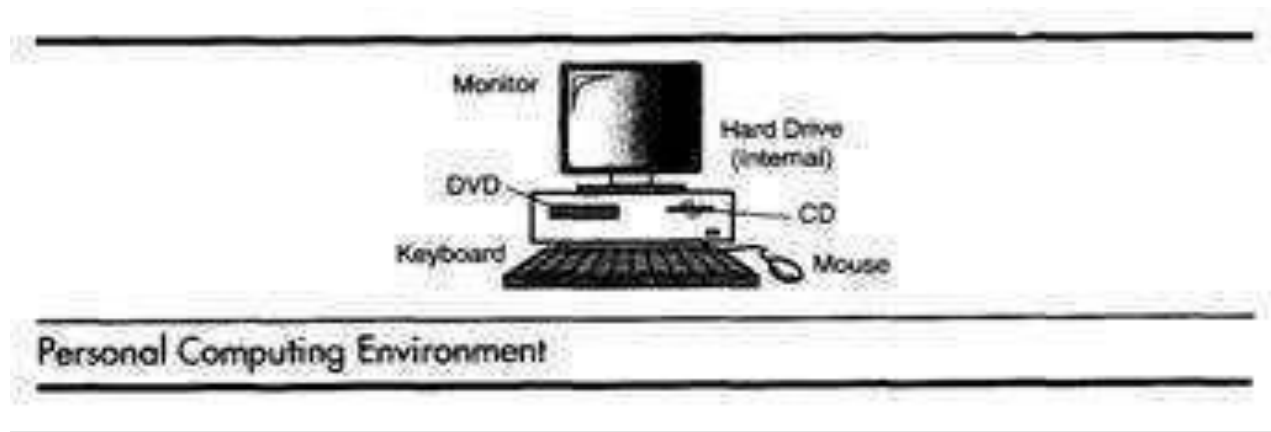 Monitor
Hard Drive
(Internal)
DVD
CD
Keyboard
Mouse
Personal Computing Environment